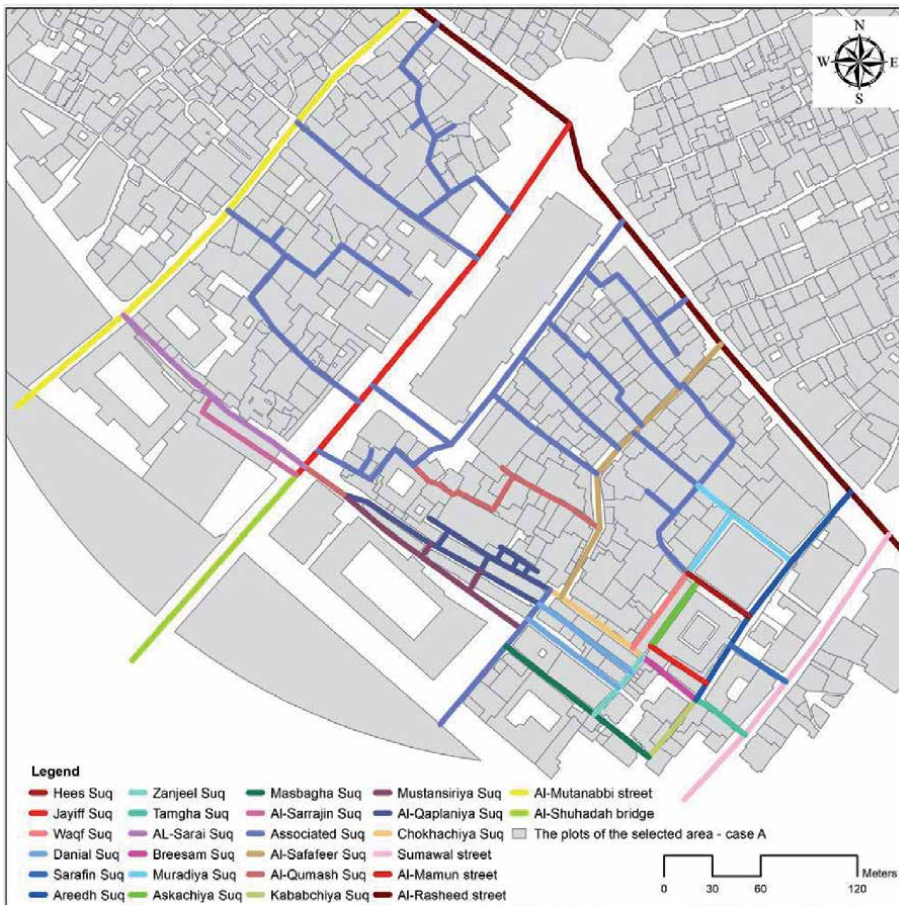 N
W E
S
Legend
Hees Suq Zanjeel Suq Masbagha Suq Mustansiriya Suq Al-Mutanabbi street
Jayiff Suq Tamgha Suq Al-Sarrajin Suq Al-Qaplaniya Suq Al-Shuhadah bridge
Waqf Suq AL-Sarai Suq Associated Suq Chokhachiya Suq The plots of the selected area - case A
Danial Suq Breesam Suq Al-Safafeer Suq Sumawal street
Sarafin Suq Muradiya Suq Al-Qumash Suq Al-Mamun street
Areedh Suq Askachiya Suq Kababchiya Suq Al-Rasheed street
Meters
0 30 60 120